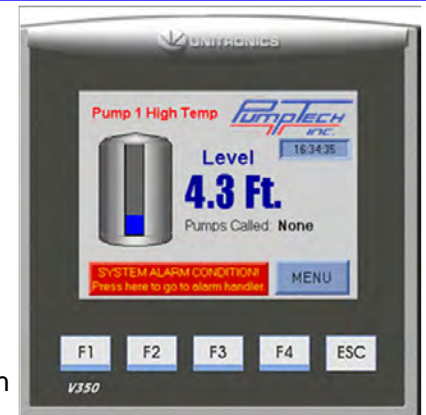 UNITRONICS
Pump 1 High Temp
PumpTech
INC.
16:34:35
Level
4.3 Ft.
Pumps Called: None
SYSTEM ALARM CONDITION!
Press here to go to alarm handler
MENU
F1 F2 F3 F4 ESC
V350